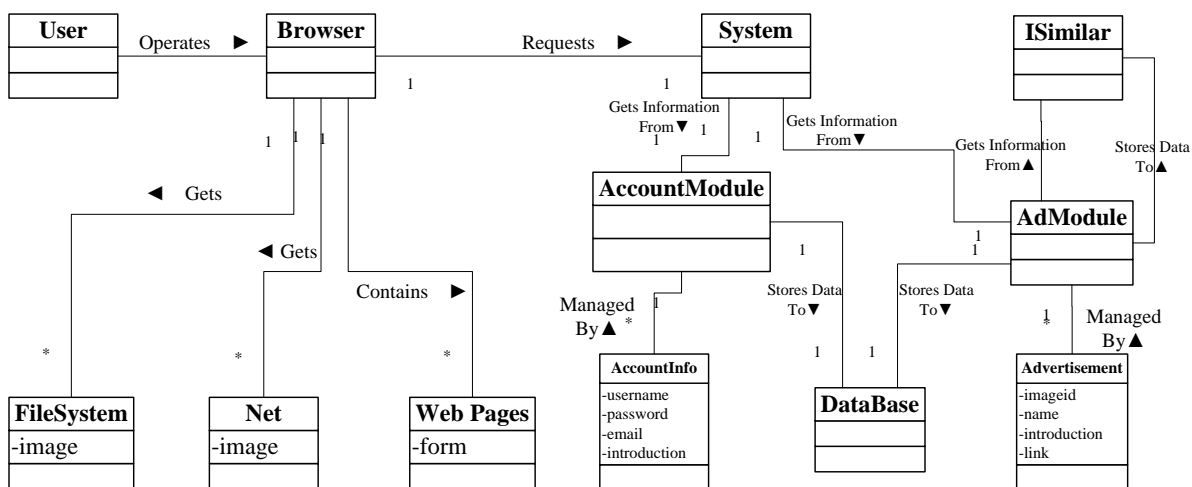 User
Browser
System
ISimilar
Operates ►
Requests ►
1
1
Gets Information
From▼
1
1
1
Gets Information
From▼
Gets Information
From▲
Stores Data
To▲
1
1
1
◄ Gets
◄ Gets
Contains ►
AccountModule
AdModule
1
1
1
Stores Data
To▼
Stores Data
To▼
Managed
By▲
1
*
1
*
Managed
By▲
1
1
*
*
*
FileSystem
-image
Net
-image
Web Pages
-form
AccountInfo
-username
-password
-email
-introduction
DataBase
Advertisement
-imageid
-name
-introduction
-link